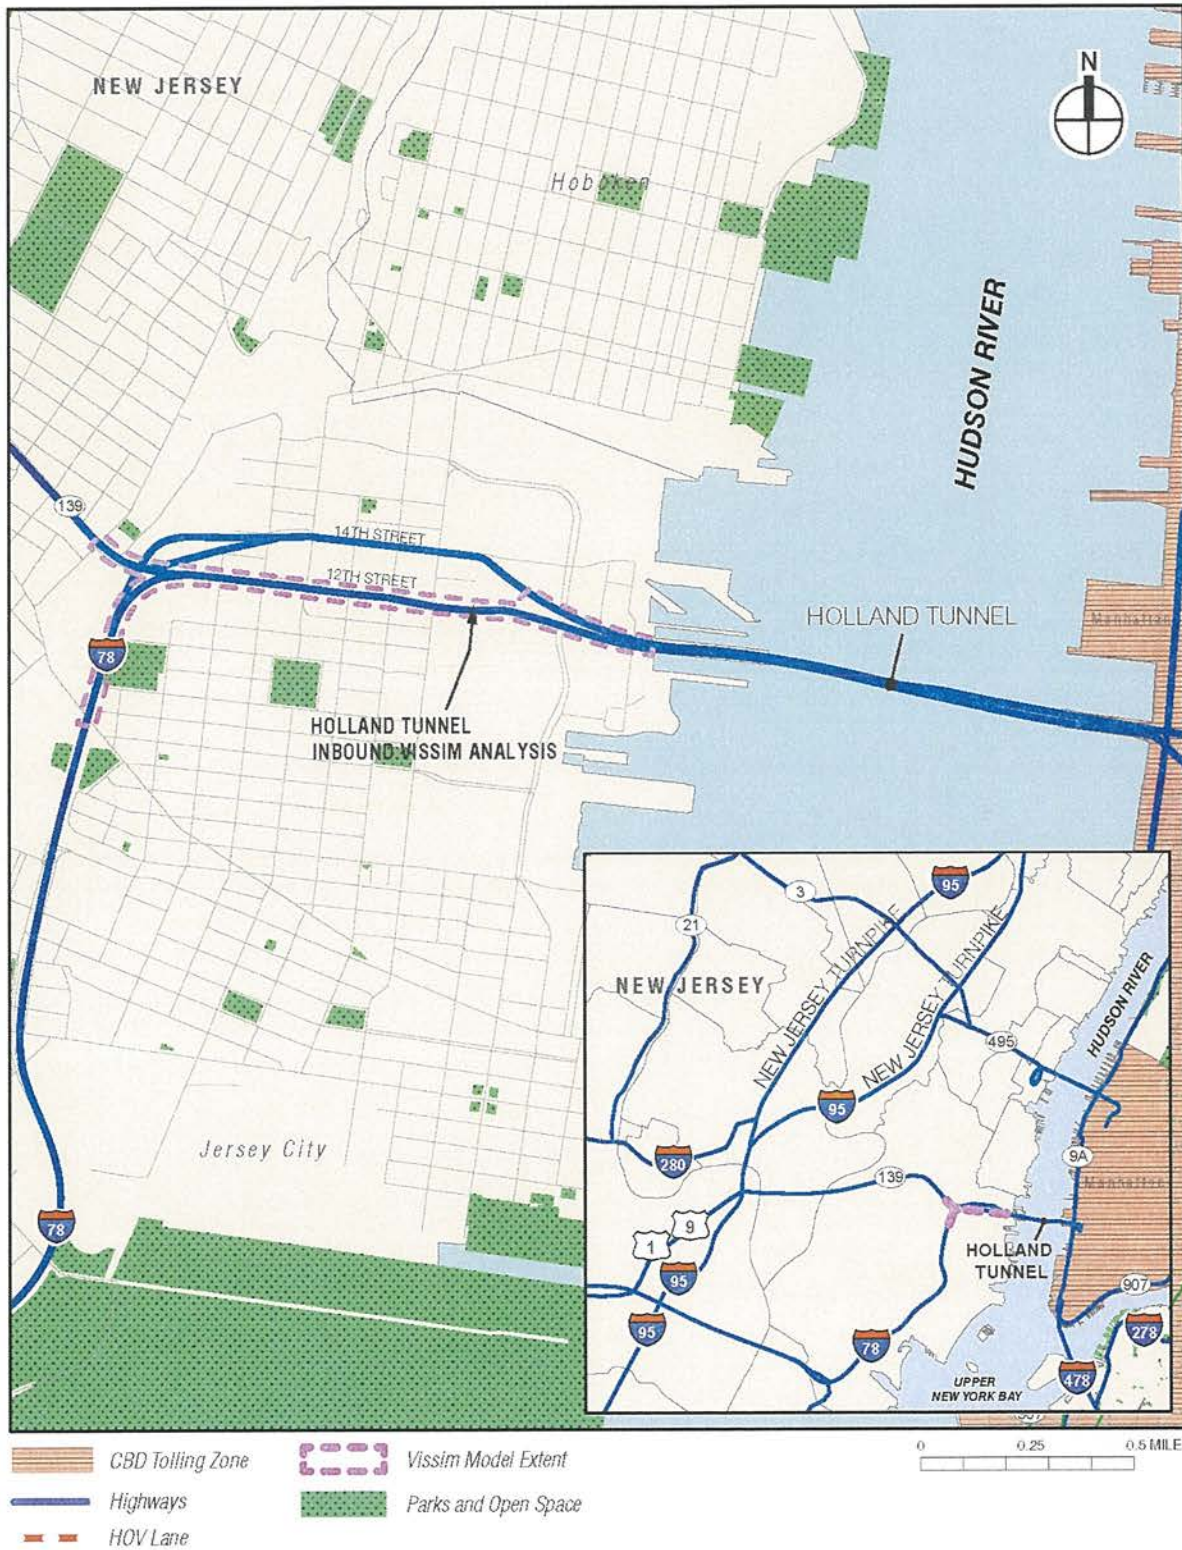 NEW JERSEY
N
Hoboken
HUDSON RIVER
139
14TH STREET
12TH STREET
78
HOLLAND TUNNEL
INBOUND VISSIM ANALYSIS
HOLLAND TUNNEL
Manhattan
Jersey City
78
95
3
21
NEW JERSEY
NEW JERSEY TURNPIKE
NEW JERSEY TURNPIKE
HUDSON RIVER
495
95
280
9A
139
Manhattan
9
1
HOLLAND
TUNNEL
95
907
95
78
278
478
UPPER
NEW YORK BAY
CBD Tolling Zone
Highways
HOV Lane
Vissim Model Extent
Parks and Open Space
0 0.25 0.5 MILE